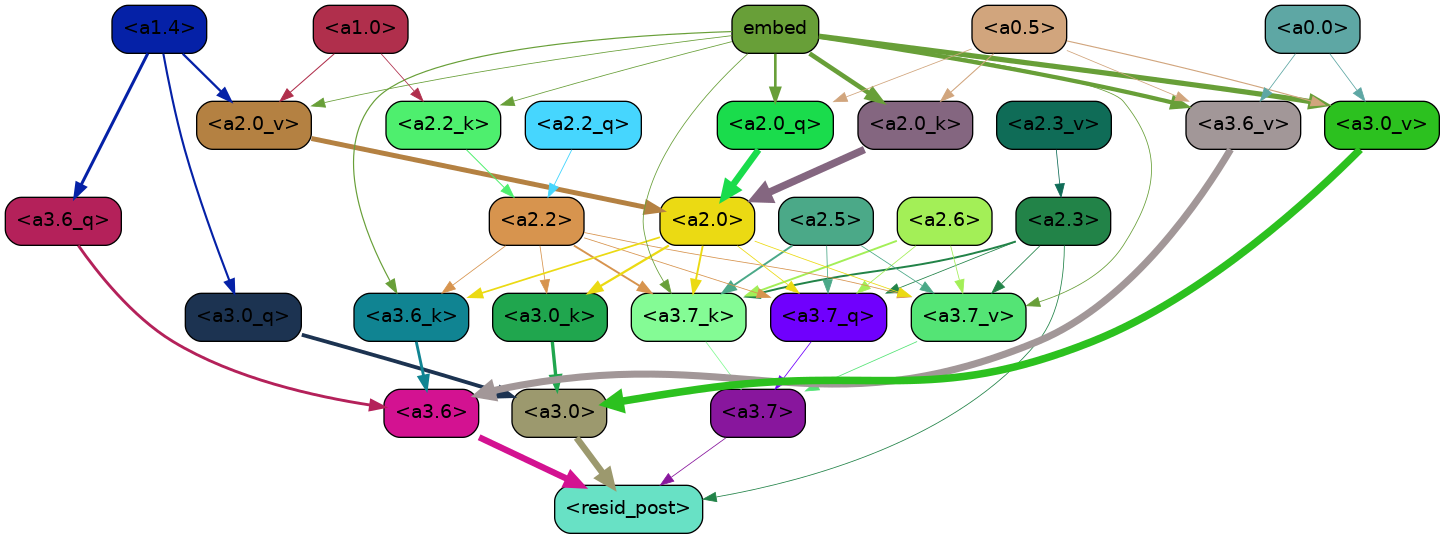 <a1.4> <a1.0> embed <a0.5> <a0.0>
<a2.0_v> <a2.2_k> <a2.2_q> <a2.0_q> <a2.0_k> <a2.3_v> <a3.6_v> <a3.0_v>
<a3.6_q> <a2.2> <a2.0> <a2.5> <a2.6> <a2.3>
<a3.0_q> <a3.6_k> <a3.0_k> <a3.7_k> <a3.7_q> <a3.7_v>
<a3.6> <a3.0> <a3.7>
<resid_post>